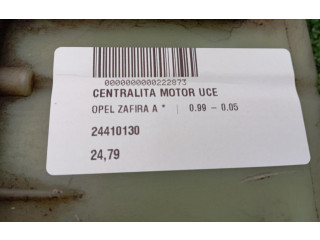 0000000000222873
CENTRALITA MOTOR UCE
OPEL ZAFIRA A * | 0.99 – 0.05
24410130
24,79